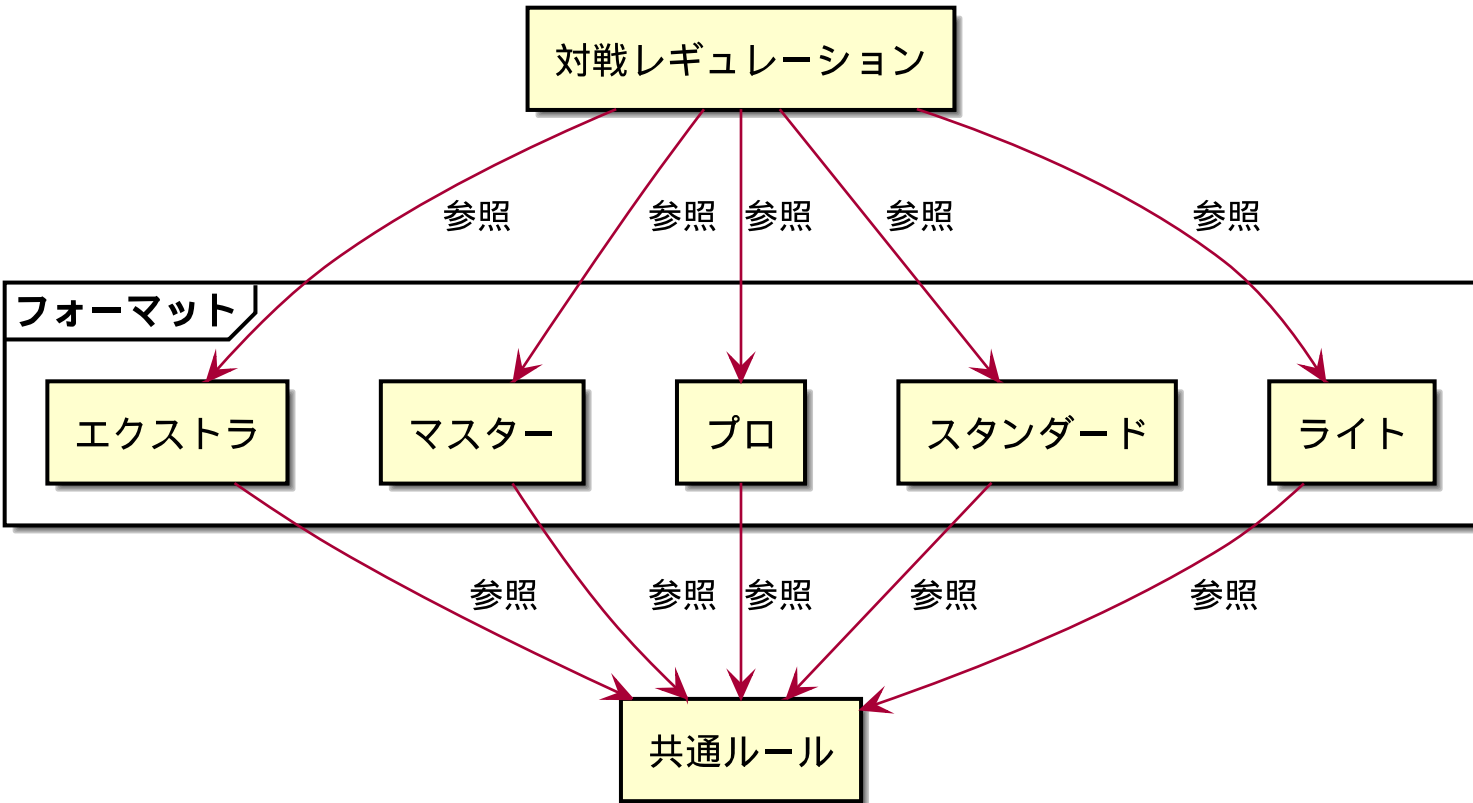 対戦レギュレーション
参照
参照
参照
参照
参照
フォーマット
エクストラ
マスター
プロ
スタンダード
ライト
参照
参照
参照
参照
参照
共通ルール